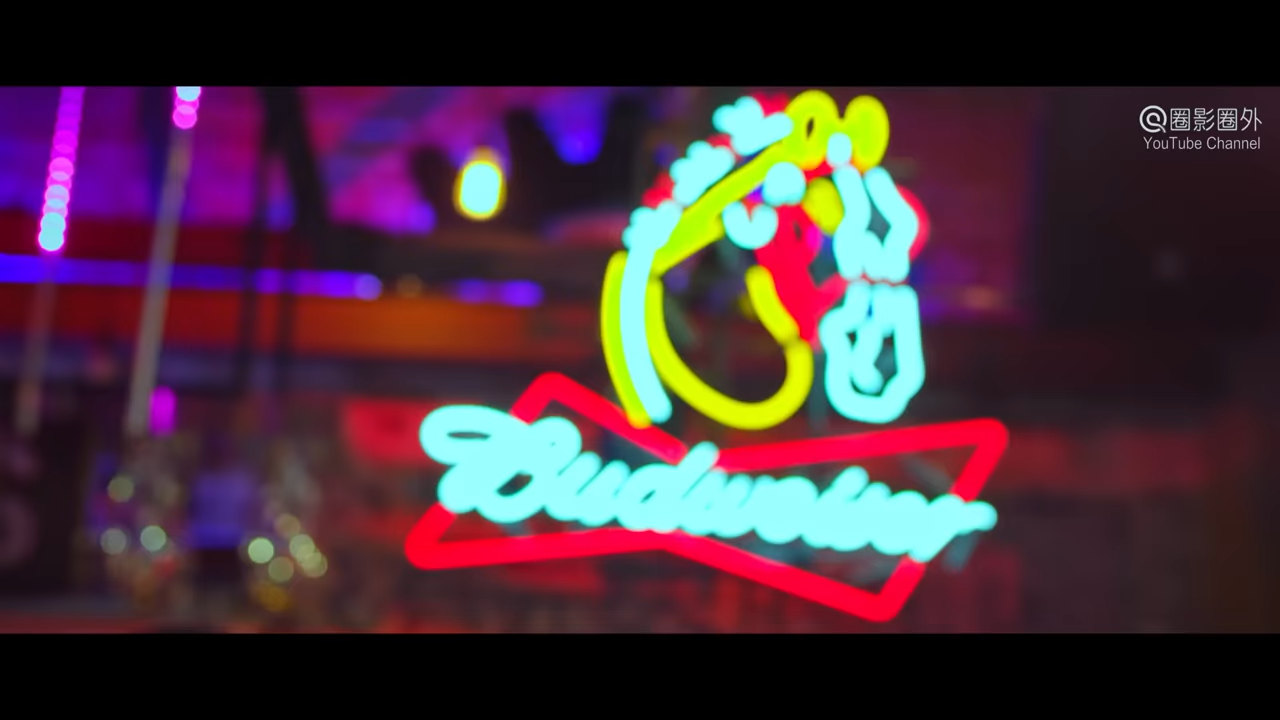 圈影圈外
YouTube Channel
Budweiser